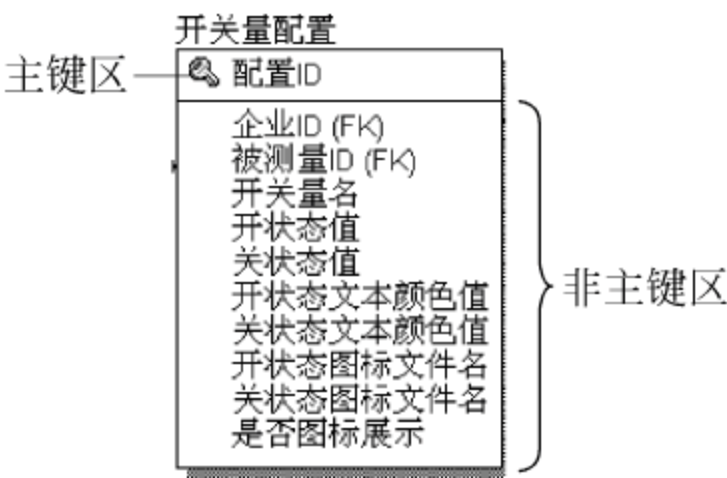 开关量配置
主键区
配置ID
企业ID (FK)
被测量ID (FK)
开关量名
开状态值
关状态值
开状态文本颜色值
关状态文本颜色值
开状态图标文件名
关状态图标文件名
是否图标展示
非主键区